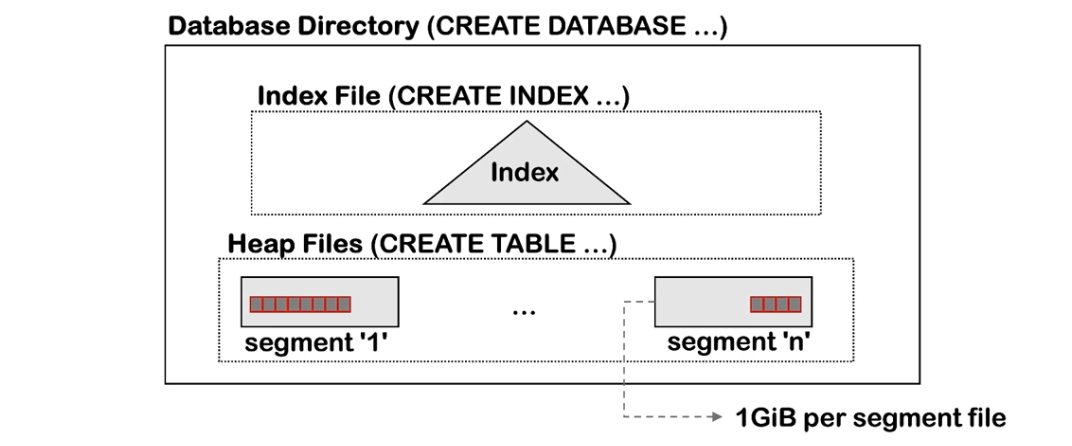 Database Directory (CREATE DATABASE ...)
Index File (CREATE INDEX ...)
Index
Heap Files (CREATE TABLE ...)
...
segment '1'
segment 'n'
1GiB per segment file